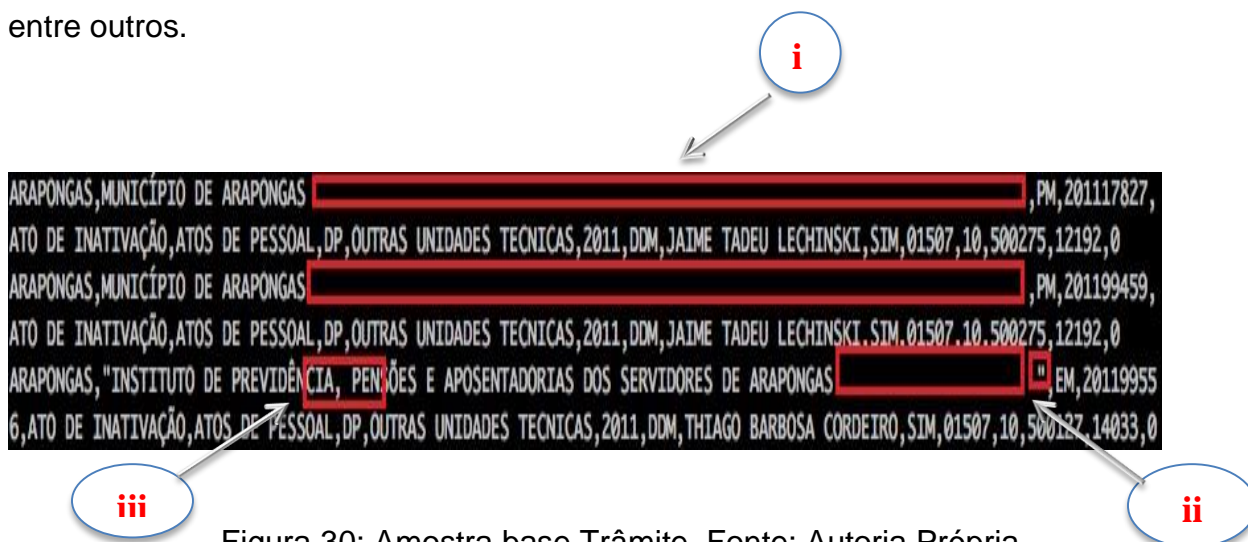 entre outros.
i
ARAPONGAS,MUNICÍPIO DE ARAPONGAS ,PM,201117827,
ATO DE INATIVAÇÃO,ATOS DE PESSOAL,DP,OUTRAS UNIDADES TECNICAS,2011,DDM,JAIME TADEU LECHINSKI,SIM,01507,10,500275,12192,0
ARAPONGAS,MUNICÍPIO DE ARAPONGAS ,PM,201199459,
ATO DE INATIVAÇÃO,ATOS DE PESSOAL,DP,OUTRAS UNIDADES TECNICAS,2011,DDM,JAIME TADEU LECHINSKI,SIM,01507,10,500275,12192,0
ARAPONGAS,"INSTITUTO DE PREVIDÊNCIA, PENSÕES E APOSENTADORIAS DOS SERVIDORES DE ARAPONGAS ",EM,20119955
6,ATO DE INATIVAÇÃO,ATOS DE PESSOAL,DP,OUTRAS UNIDADES TECNICAS,2011,DDM,THIAGO BARBOSA CORDEIRO,SIM,01507,10,500127,14033,0
iii
ii
Figura 30: Amostra base Trâmite. Fonte: Autoria Própria